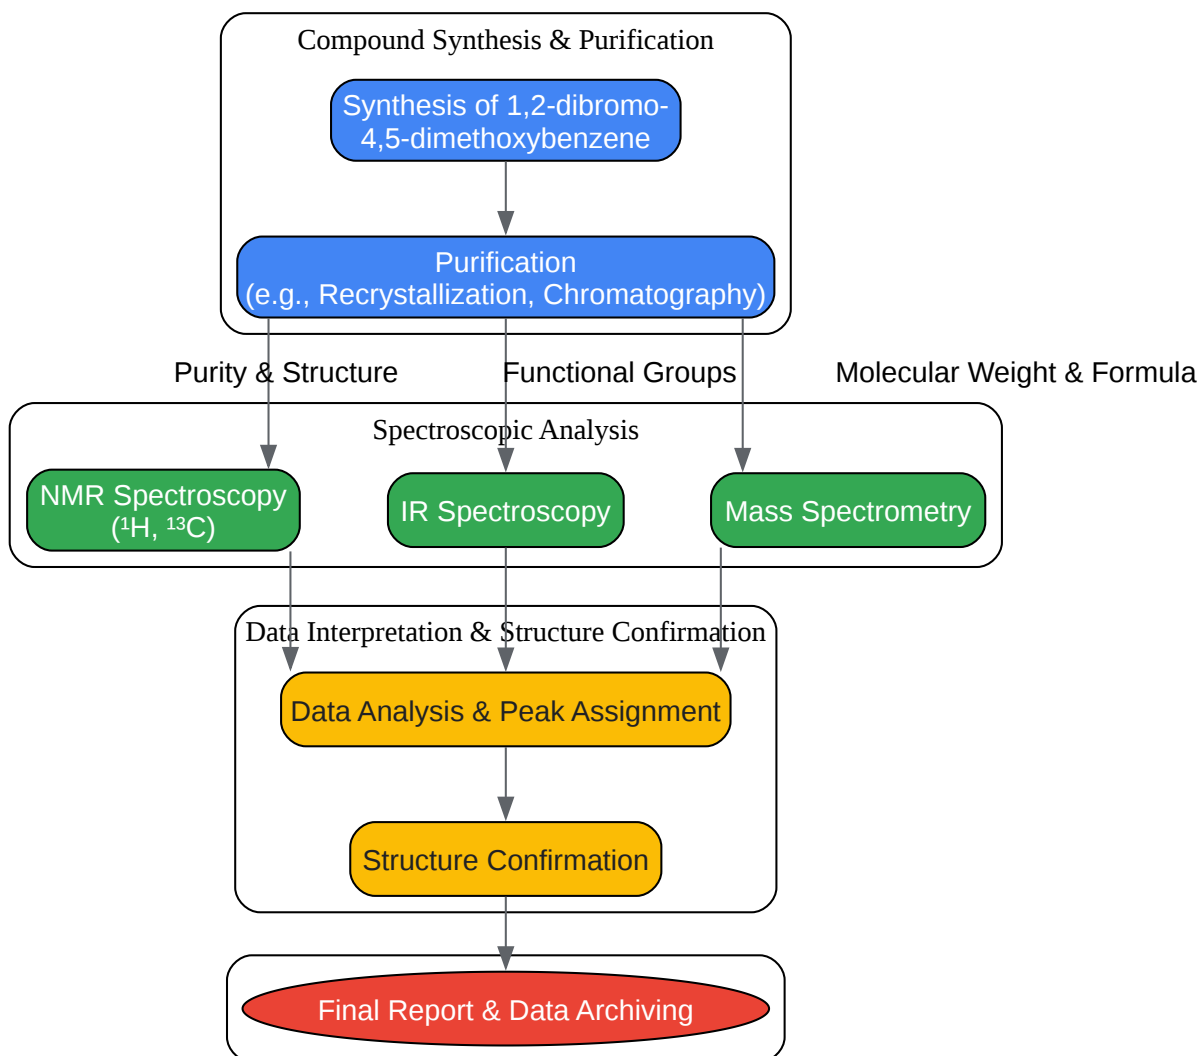 Compound Synthesis & Purification
Synthesis of 1,2-dibromo-
4,5-dimethoxybenzene
Purification
(e.g., Recrystallization, Chromatography)
Purity & Structure
Functional Groups
Molecular Weight & Formula
Spectroscopic Analysis
NMR Spectroscopy
(¹H, ¹³C)
IR Spectroscopy
Mass Spectrometry
Data Interpretation & Structure Confirmation
Data Analysis & Peak Assignment
Structure Confirmation
Final Report & Data Archiving